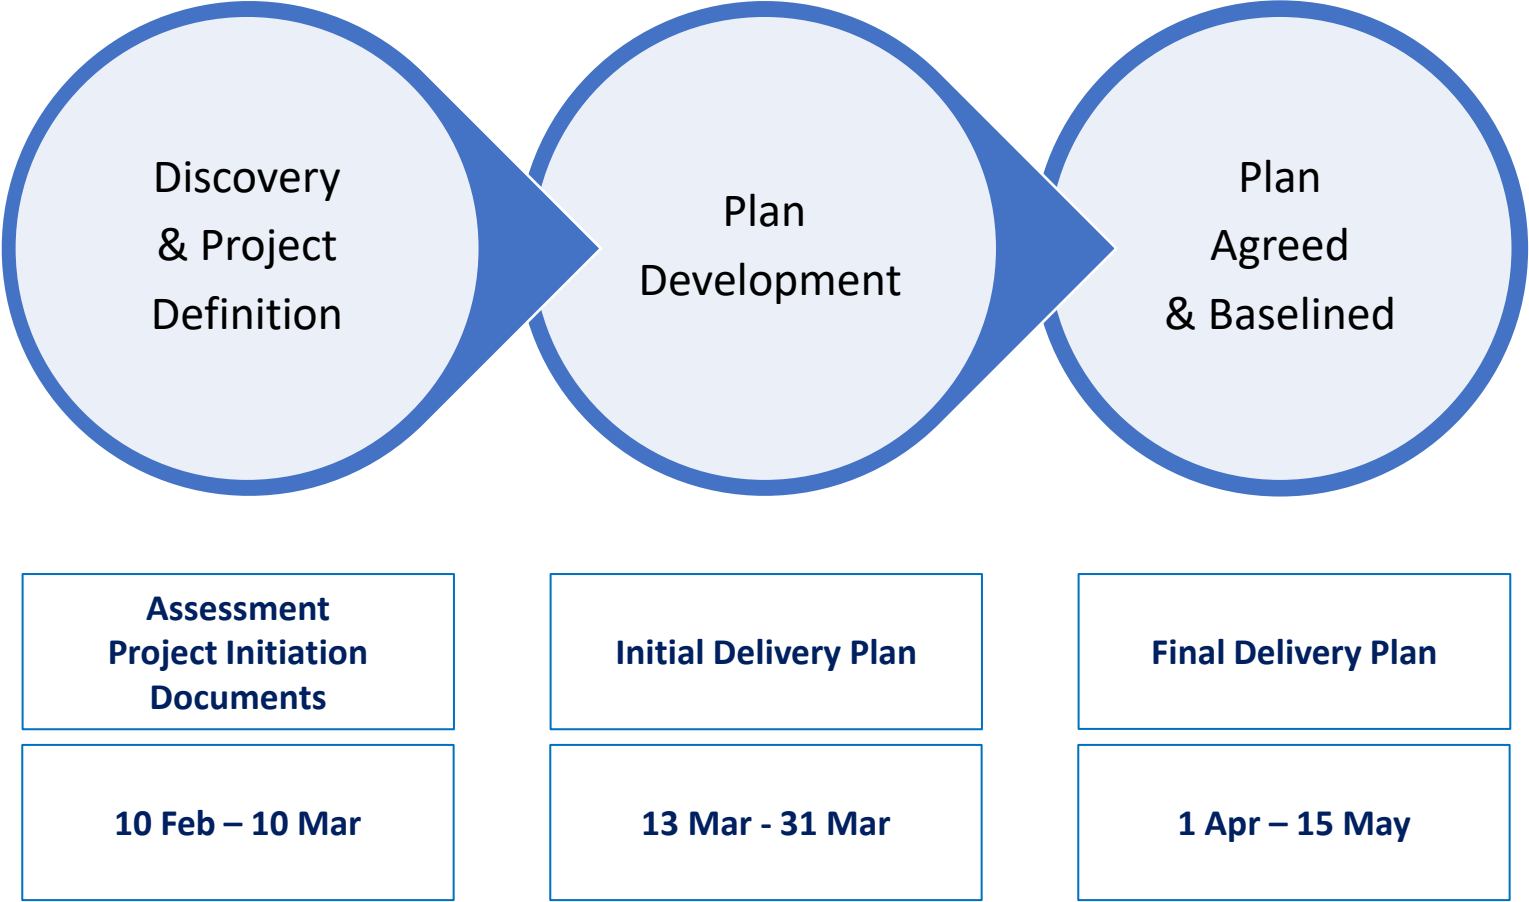 Discovery
& Project
Definition
Plan
Development
Plan
Agreed
& Baselined
Assessment
Project Initiation
Documents
Initial Delivery Plan
Final Delivery Plan
10 Feb – 10 Mar
13 Mar - 31 Mar
1 Apr – 15 May